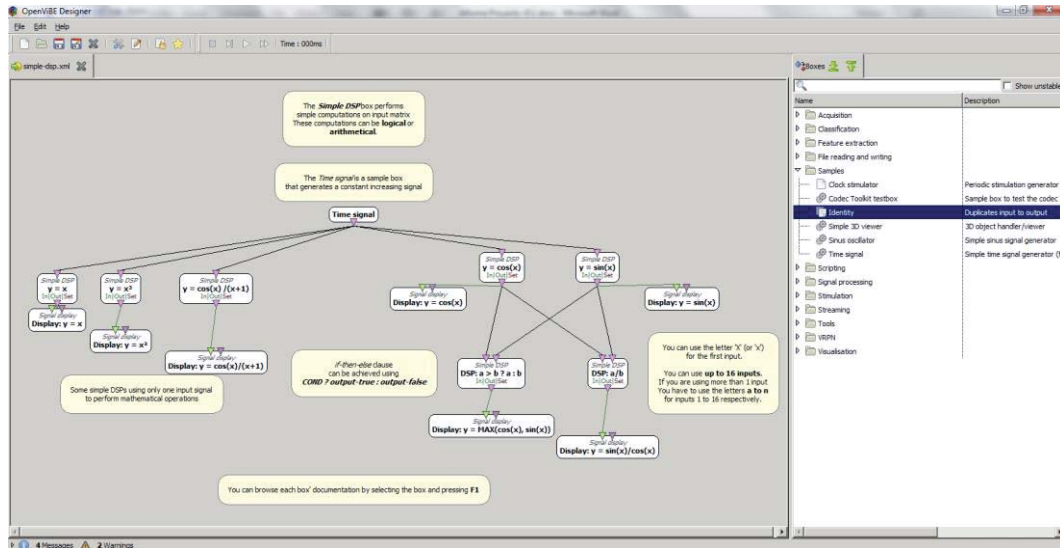 OpenViBE Designer
File Edit Help
Time : 000ms
simple-dsp.xml
The Simple DSP box performs
simple computations on input matrix
These computations can be logical or
arithmetical.
The Time signal is a sample box
that generates a constant increasing signal
Time signal
Simple DSP
y = x
In|Out|Set
Simple DSP
y = x²
In|Out|Set
Simple DSP
y = cos(x) /(x+1)
In|Out|Set
Simple DSP
y = cos(x)
In|Out|Set
Simple DSP
y = sin(x)
In|Out|Set
Signal display
Display: y = x
Signal display
Display: y = x²
Signal display
Display: y = cos(x)/(x+1)
Signal display
Display: y = cos(x)
Signal display
Display: y = sin(x)
Some simple DSPs using only one input signal
to perform mathematical operations
if-then-else clause
can be achieved using
COND ? output-true : output-false
Simple DSP
DSP: a > b ? a : b
In|Out|Set
Simple DSP
DSP: a/b
In|Out|Set
You can use the letter 'X' (or 'x')
for the first input.
You can use up to 16 inputs.
If you are using more than 1 input
You have to use the letters a to n
for inputs 1 to 16 respectively.
Signal display
Display: y = MAX(cos(x), sin(x))
Signal display
Display: y = sin(x)/cos(x)
You can browse each box' documentation by selecting the box and pressing F1
4 Messages 2 Warnings
Boxes
Show unstable
Name Description
Acquisition
Classification
Feature extraction
File reading and writing
Samples
Clock stimulator Periodic stimulation generator
Codec Toolkit testbox Sample box to test the codec
Identity Duplicates input to output
Simple 3D viewer 3D object handler/viewer
Sinus oscillator Simple sinus signal generator
Time signal Simple time signal generator
Scripting
Signal processing
Stimulation
Streaming
Tools
VRPN
Visualisation